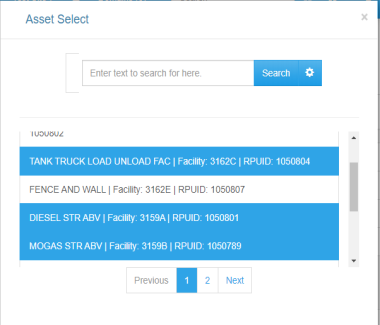 Asset Select
×
Enter text to search for here.
Search
1050802
TANK TRUCK LOAD UNLOAD FAC | Facility: 3162C | RPUID: 1050804
FENCE AND WALL | Facility: 3162E | RPUID: 1050807
DIESEL STR ABV | Facility: 3159A | RPUID: 1050801
MOGAS STR ABV | Facility: 3159B | RPUID: 1050789
Previous 1 2 Next